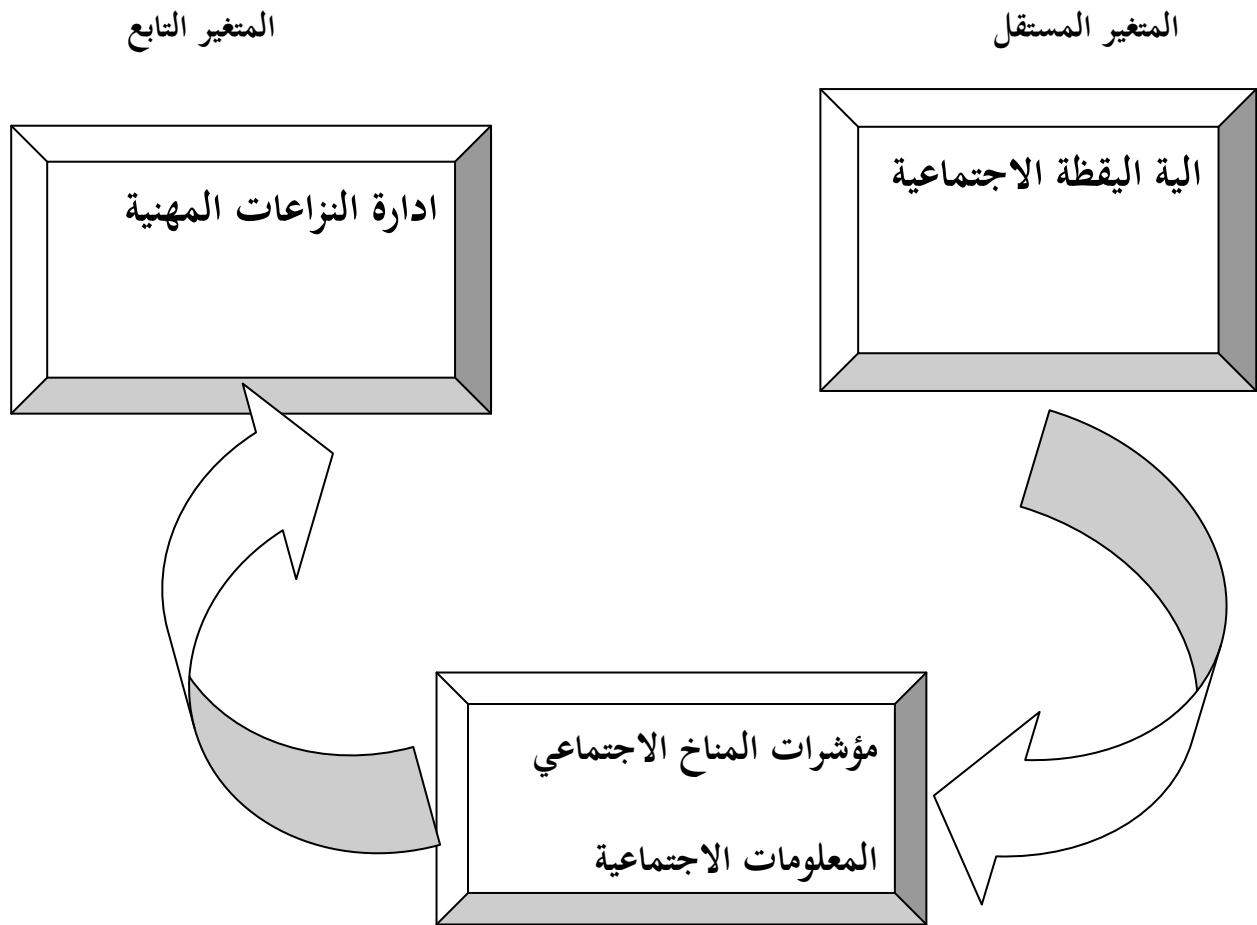 المتغير المستقل
المتغير التابع
الية اليقظة الاجتماعية
ادارة النزاعات المهنية
مؤشرات المناخ الاجتماعي
المعلومات الاجتماعية